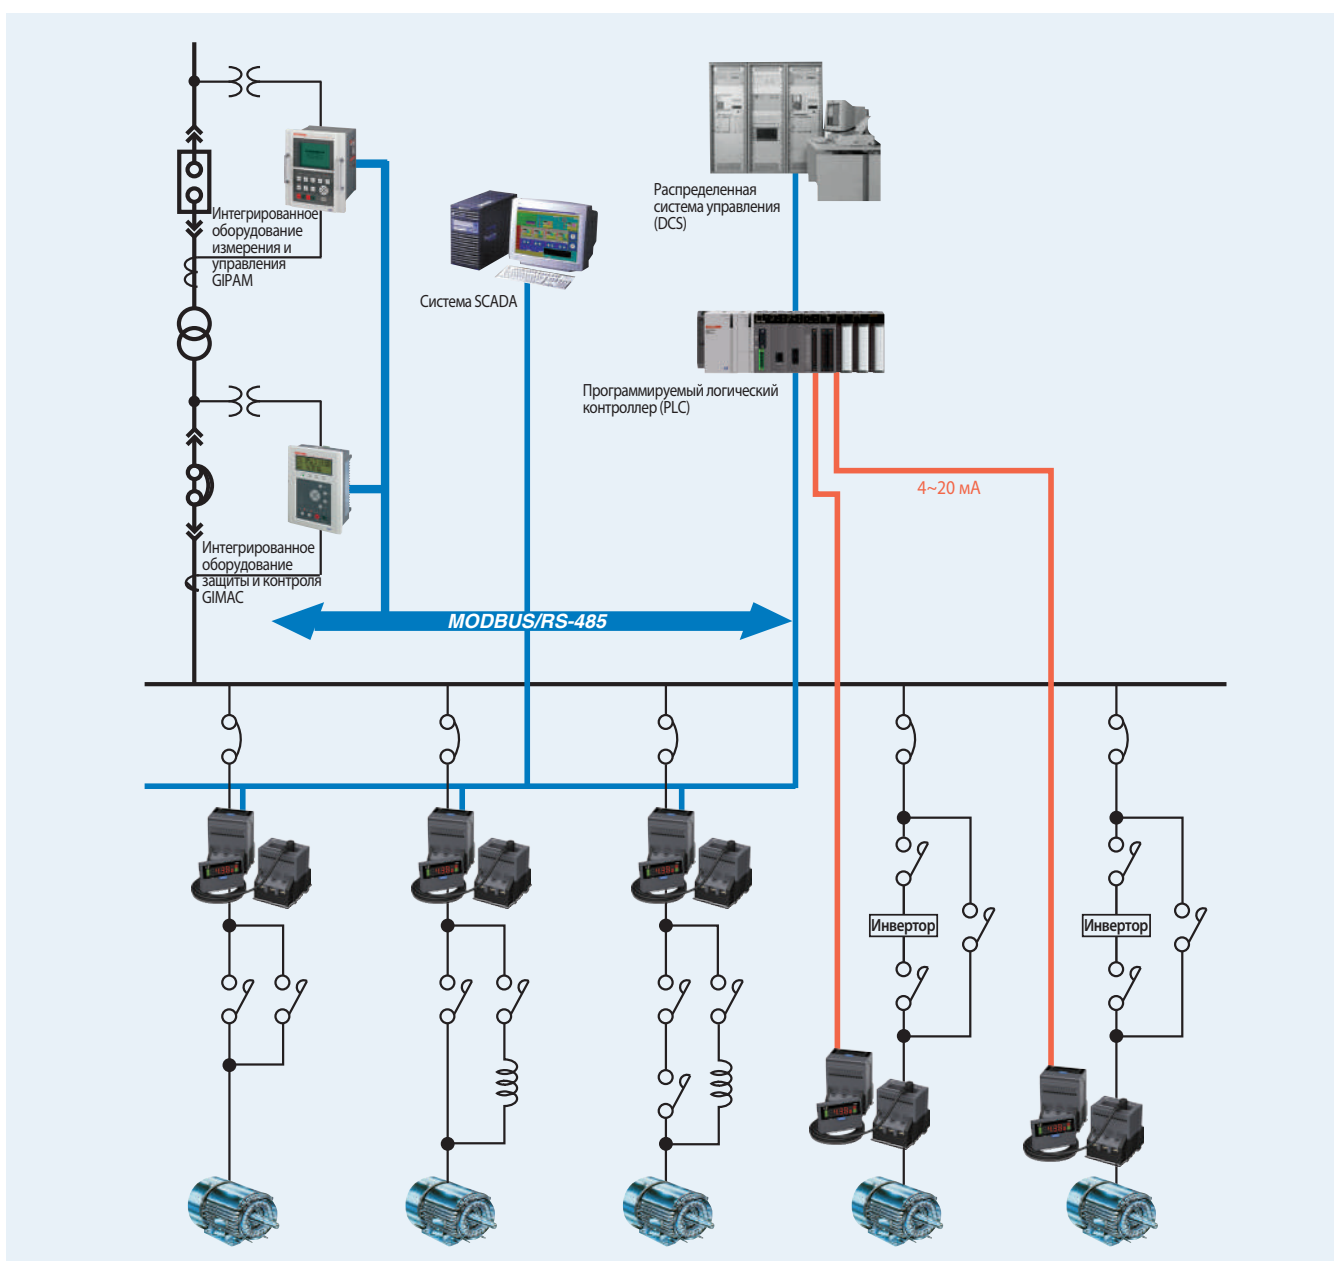 Интегрированное
оборудование
измерения и
управления
GIPAM
Система SCADA
Распределенная
система управления
(DCS)
Программируемый логический
контроллер (PLC)
4~20 мА
Интегрированное
оборудование
защиты и контроля
GIMAC
MODBUS/RS-485
Инвертор
Инвертор